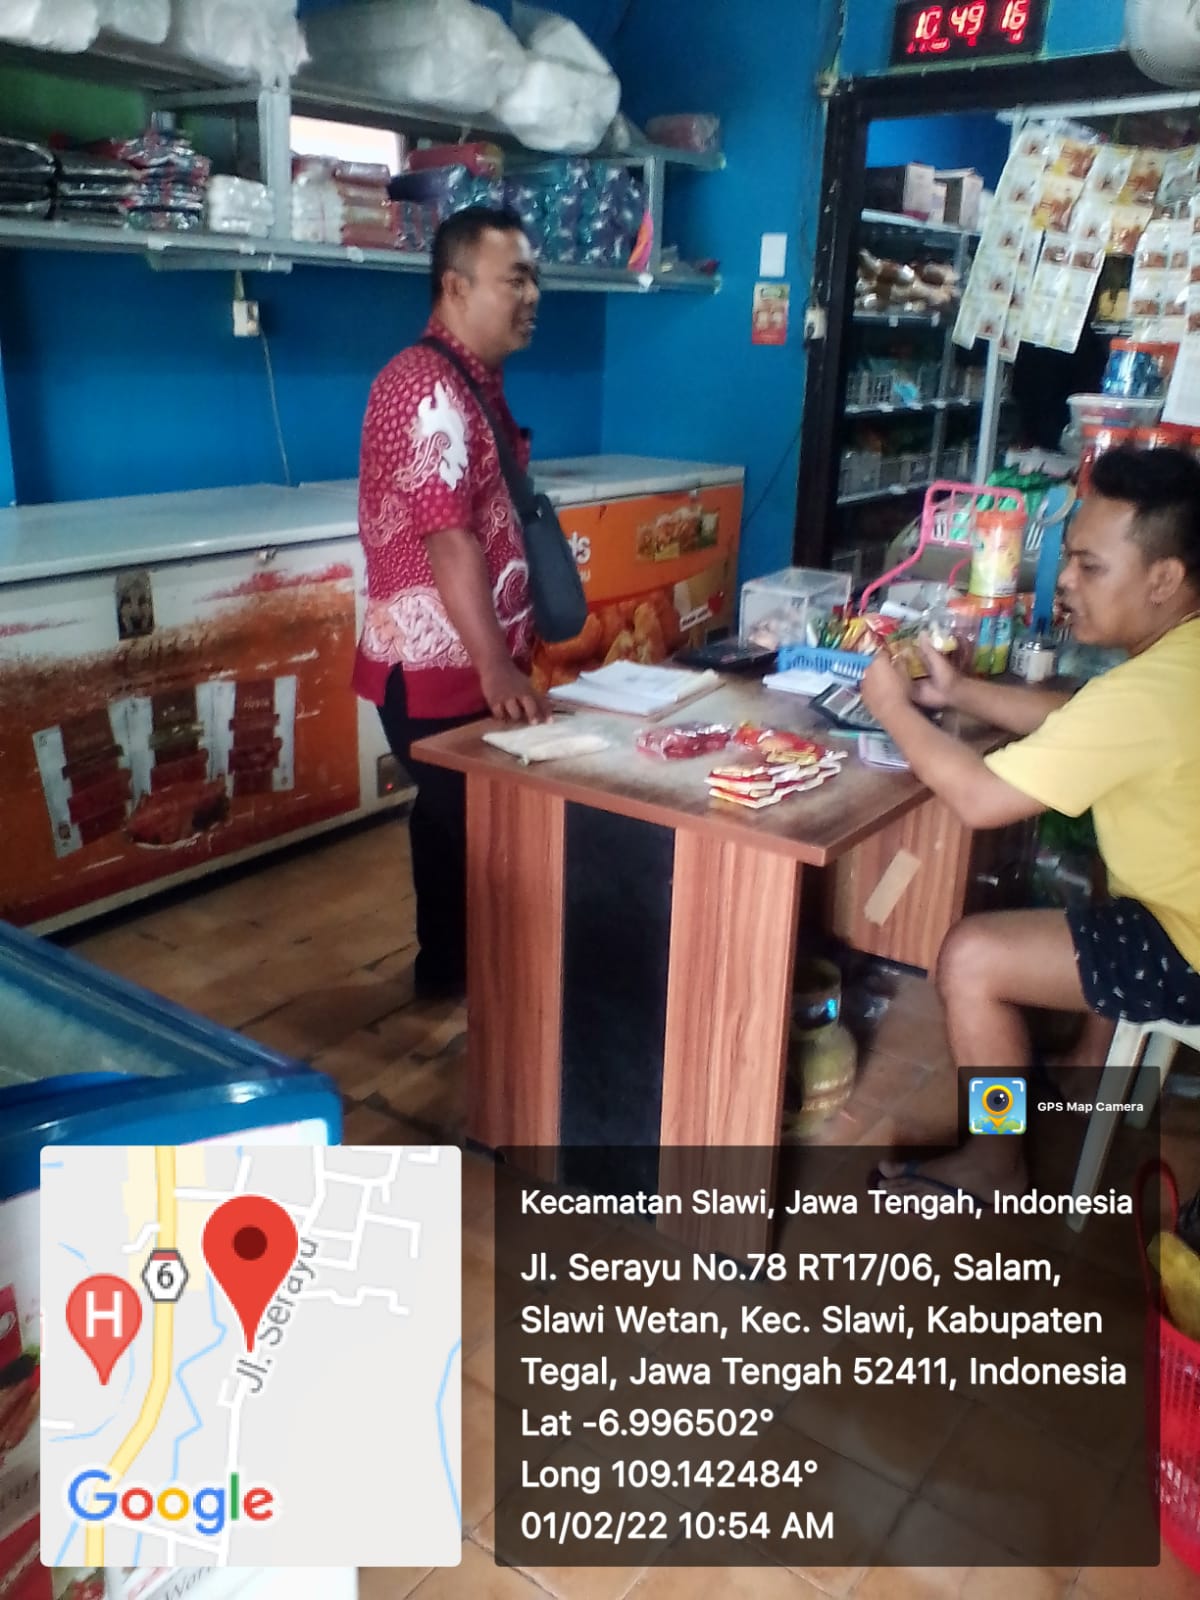 10 49 16
GPS Map Camera
Kecamatan Slawi, Jawa Tengah, Indonesia
Jl. Serayu No.78 RT17/06, Salam,
Slawi Wetan, Kec. Slawi, Kabupaten
Tegal, Jawa Tengah 52411, Indonesia
Lat -6.996502°
Long 109.142484°
01/02/22 10:54 AM
6
H
Jl. Serayu
Google